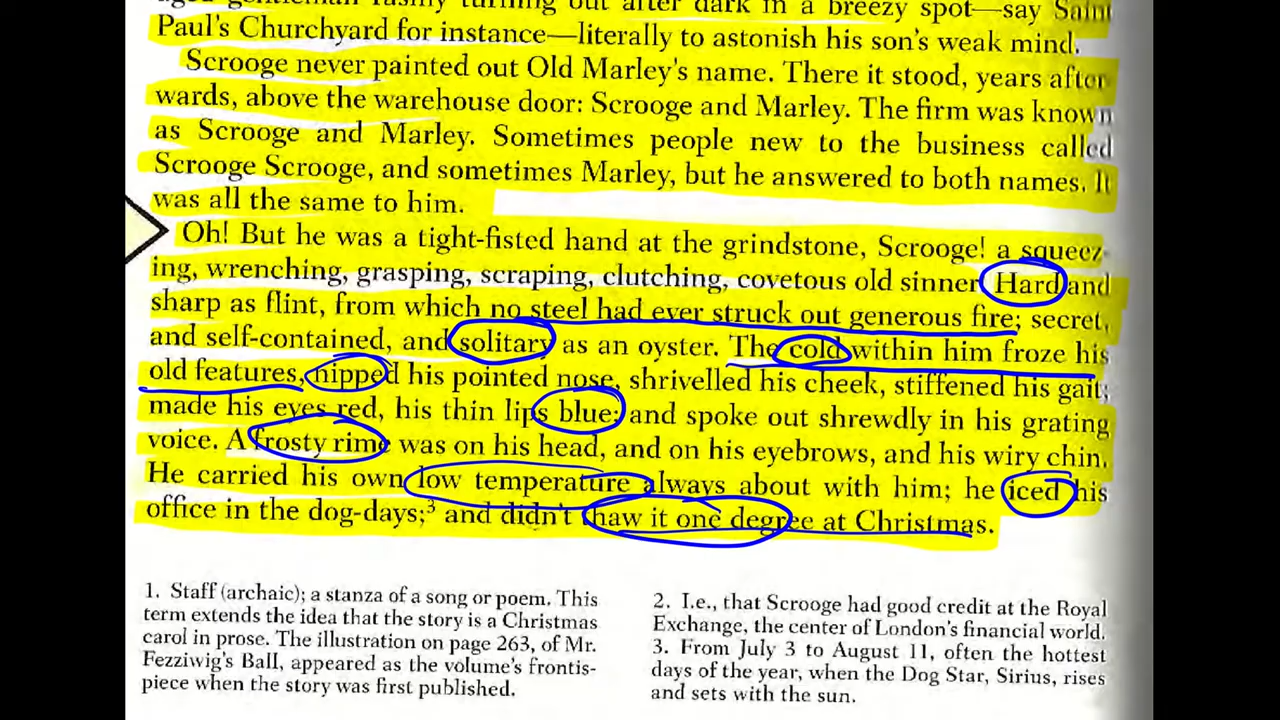 aged gentleman rashly turning out after dark in a breezy spot—say Saint
Paul's Churchyard for instance—literally to astonish his son's weak mind.
Scrooge never painted out Old Marley's name. There it stood, years after
wards, above the warehouse door: Scrooge and Marley. The firm was known
as Scrooge and Marley. Sometimes people new to the business called
Scrooge Scrooge, and sometimes Marley, but he answered to both names. It
was all the same to him.
Oh! But he was a tight-fisted hand at the grindstone, Scrooge! a squeez-
ing, wrenching, grasping, scraping, clutching, covetous old sinner Hard and
sharp as flint, from which no steel had ever struck out generous fire; secret,
and self-contained, and solitary as an oyster. The cold within him froze his
old features, nipped his pointed nose, shrivelled his cheek, stiffened his gait;
made his eyes red, his thin lips blue; and spoke out shrewdly in his grating
voice. A frosty rime was on his head, and on his eyebrows, and his wiry chin.
He carried his own low temperature always about with him; he iced his
office in the dog-days;³ and didn't thaw it one degree at Christmas.
1. Staff (archaic); a stanza of a song or poem. This
term extends the idea that the story is a Christmas
carol in prose. The illustration on page 263, of Mr.
Fezziwig's Ball, appeared as the volume's frontis-
piece when the story was first published.
2. I.e., that Scrooge had good credit at the Royal
Exchange, the center of London's financial world.
3. From July 3 to August 11, often the hottest
days of the year, when the Dog Star, Sirius, rises
and sets with the sun.